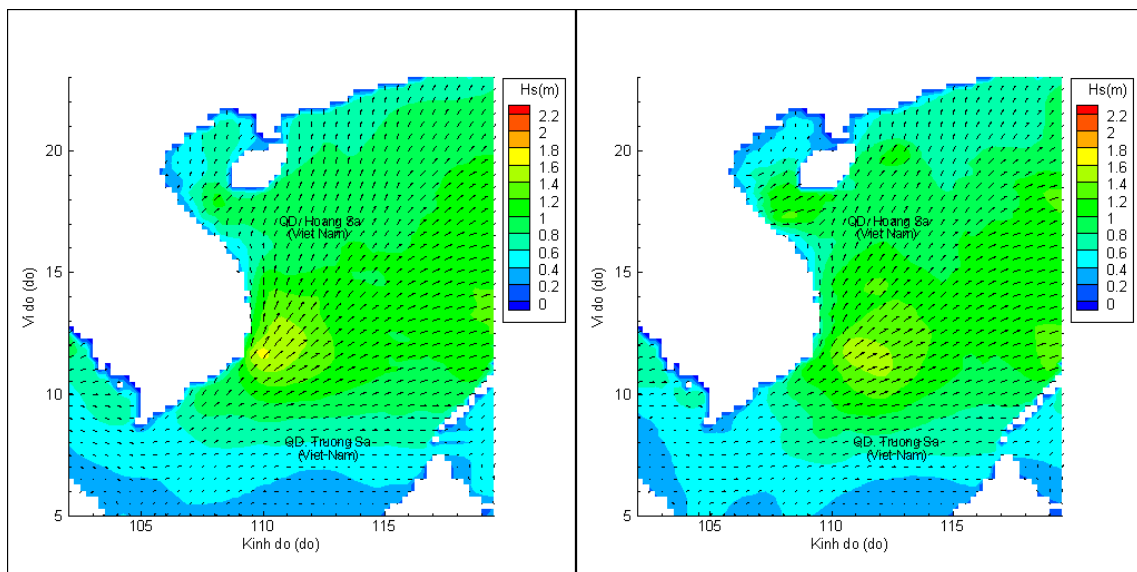 Hs(m)
2.2
2
1.8
1.6
1.4
1.2
1
0.8
0.6
0.4
0.2
0
20
15
10
5
Vi do (do)
QD. Hoang Sa
(Viet Nam)
QD. Truong Sa
(Viet Nam)
105
110
115
Kinh do (do)
Hs(m)
2.2
2
1.8
1.6
1.4
1.2
1
0.8
0.6
0.4
0.2
0
20
15
10
5
Vi do (do)
QD. Hoang Sa
(Viet Nam)
QD. Truong Sa
(Viet Nam)
105
110
115
Kinh do (do)